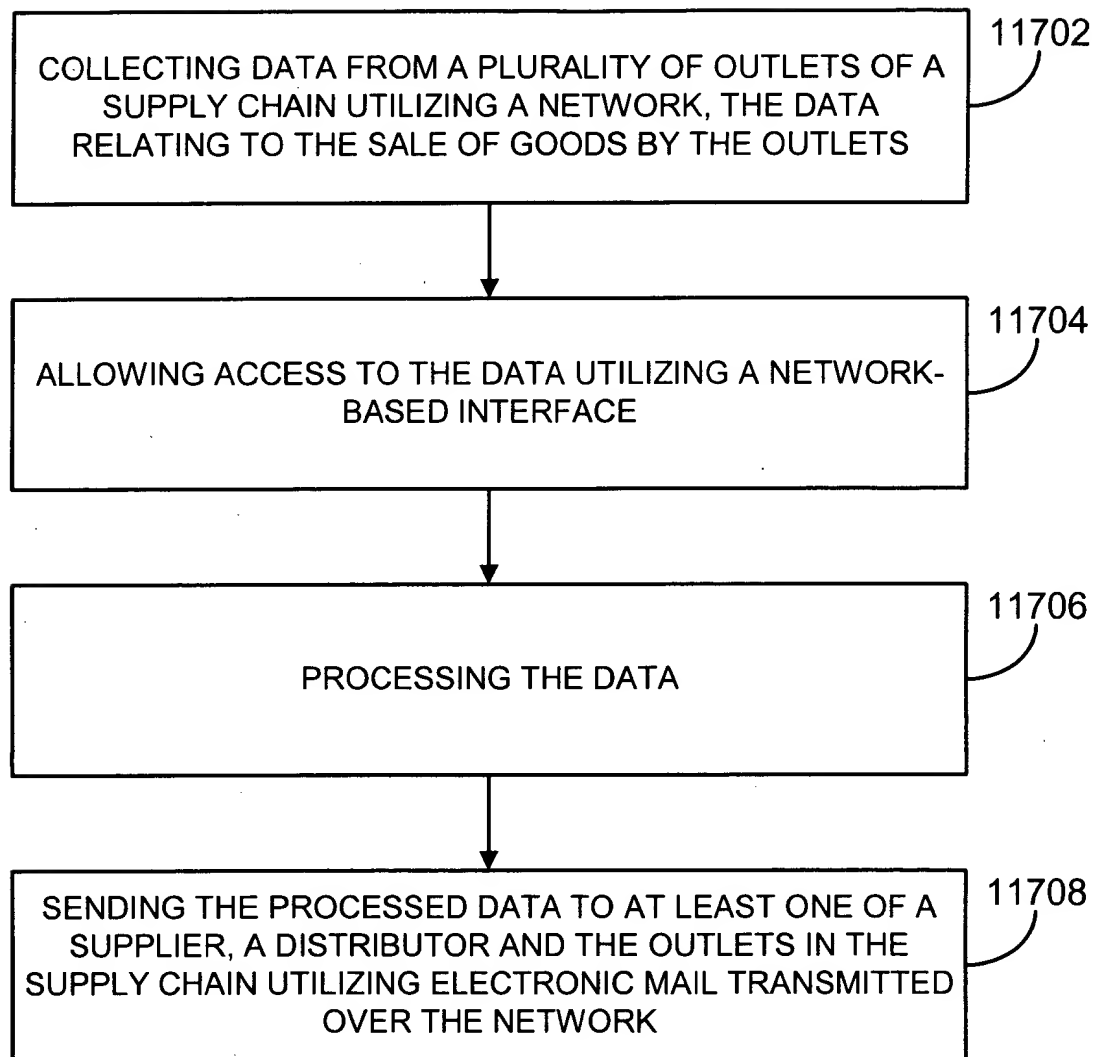 11702
COLLECTING DATA FROM A PLURALITY OF OUTLETS OF A
SUPPLY CHAIN UTILIZING A NETWORK, THE DATA
RELATING TO THE SALE OF GOODS BY THE OUTLETS
11704
ALLOWING ACCESS TO THE DATA UTILIZING A NETWORK-
BASED INTERFACE
11706
PROCESSING THE DATA
11708
SENDING THE PROCESSED DATA TO AT LEAST ONE OF A
SUPPLIER, A DISTRIBUTOR AND THE OUTLETS IN THE
SUPPLY CHAIN UTILIZING ELECTRONIC MAIL TRANSMITTED
OVER THE NETWORK